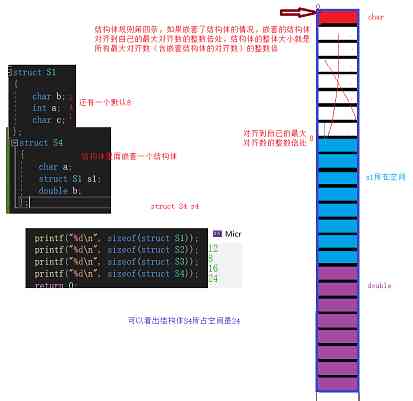 0
char
结构体规则第四条,如果嵌套了结构体的情况,嵌套的结构体
对齐到自己的最大对齐数的整数倍处,结构体的整体大小就是
所有最大对齐数(含嵌套结构体的对齐数)的整数倍
struct S1
{
char b;
int a;
char c;
};
还有一个默认8
struct S4
{
char a;
struct S1 s1;
double b;
};
结构体里面嵌套一个结构体
struct S4 s4
对齐到自己的最大
对齐数的整数倍处
8
s1所在空间
printf("%d\n", sizeof(struct S1));
printf("%d\n", sizeof(struct S2));
printf("%d\n", sizeof(struct S3));
printf("%d\n", sizeof(struct S4));
return 0;
Micr
12
8
16
24
double
可以看出结构体S4所占空间是24